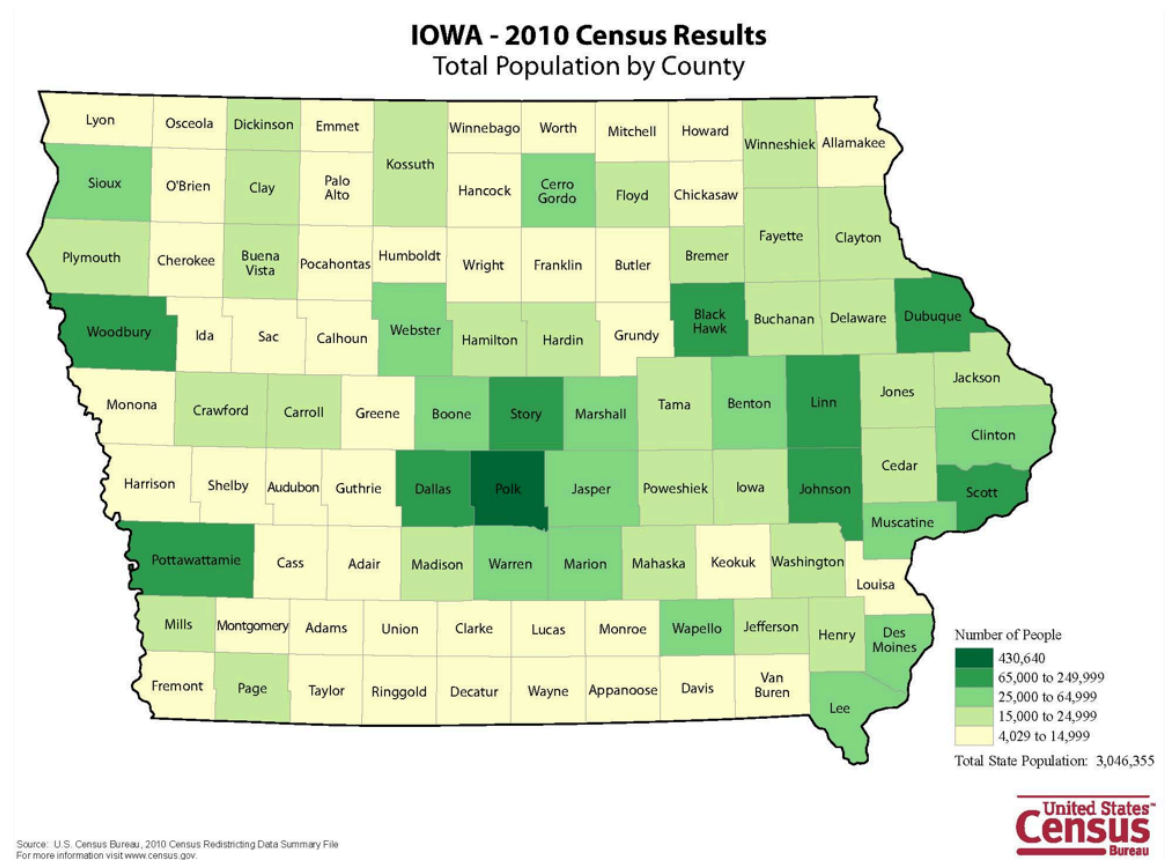 IOWA - 2010 Census Results
Total Population by County
Lyon
Osceola
Dickinson
Emmet
Winnebago
Worth
Mitchell
Howard
Winneshiek
Allamakee
Kossuth
Sioux
O'Brien
Clay
Palo
Alto
Hancock
Cerro
Gordo
Floyd
Chickasaw
Plymouth
Cherokee
Buena
Vista
Pocahontas
Humboldt
Wright
Franklin
Butler
Bremer
Fayette
Clayton
Woodbury
Ida
Sac
Calhoun
Webster
Hamilton
Hardin
Grundy
Black
Hawk
Buchanan
Delaware
Dubuque
Monona
Crawford
Carroll
Greene
Boone
Story
Marshall
Tama
Benton
Linn
Jones
Jackson
Clinton
Harrison
Shelby
Audubon
Guthrie
Dallas
Polk
Jasper
Poweshiek
Iowa
Johnson
Cedar
Scott
Muscatine
Pottawattamie
Cass
Adair
Madison
Warren
Marion
Mahaska
Keokuk
Washington
Louisa
Mills
Montgomery
Adams
Union
Clarke
Lucas
Monroe
Wapello
Jefferson
Henry
Des
Moines
Fremont
Page
Taylor
Ringgold
Decatur
Wayne
Appanoose
Davis
Van
Buren
Lee
Number of People
430,640
65,000 to 249,999
25,000 to 64,999
15,000 to 24,999
4,029 to 14,999
Total State Population: 3,046,355
United States™
Census
Bureau
Source: U.S. Census Bureau, 2010 Census Redistricting Data Summary File
For more information visit www.census.gov.